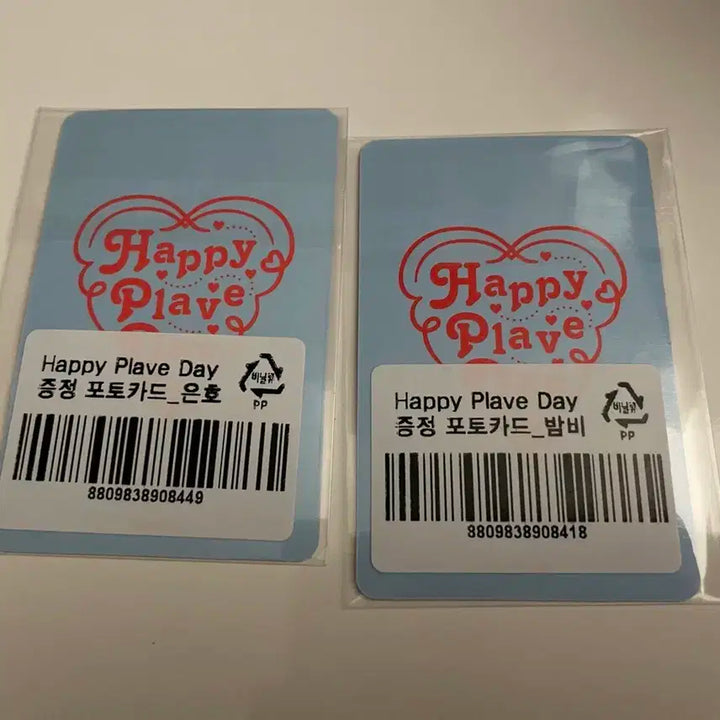 Happy
Plave
Happy Plave Day
증정 포토카드_은호
비닐류
PP
8809838908449
Happy
Plave
Happy Plave Day
증정 포토카드_밤비
비닐류
PP
8809838908418